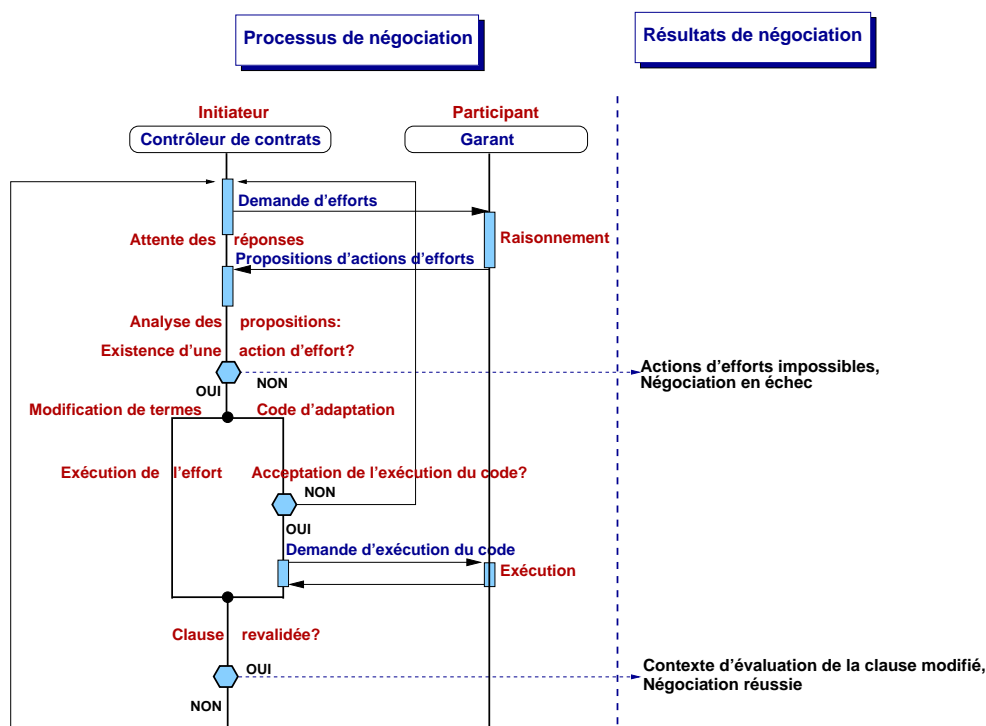 Processus de négociation
Résultats de négociation
Initiateur
Participant
Contrôleur de contrats
Garant
Demande d'efforts
Attente des réponses
Raisonnement
Propositions d'actions d'efforts
Analyse des propositions:
Existence d'une action d'effort?
Actions d'efforts impossibles,
Négociation en échec
NON
OUI
Modification de termes
Code d'adaptation
Exécution de l'effort
Acceptation de l'exécution du code?
NON
OUI
Demande d'exécution du code
Exécution
Clause revalidée?
OUI
Contexte d'évaluation de la clause modifié,
Négociation réussie
NON